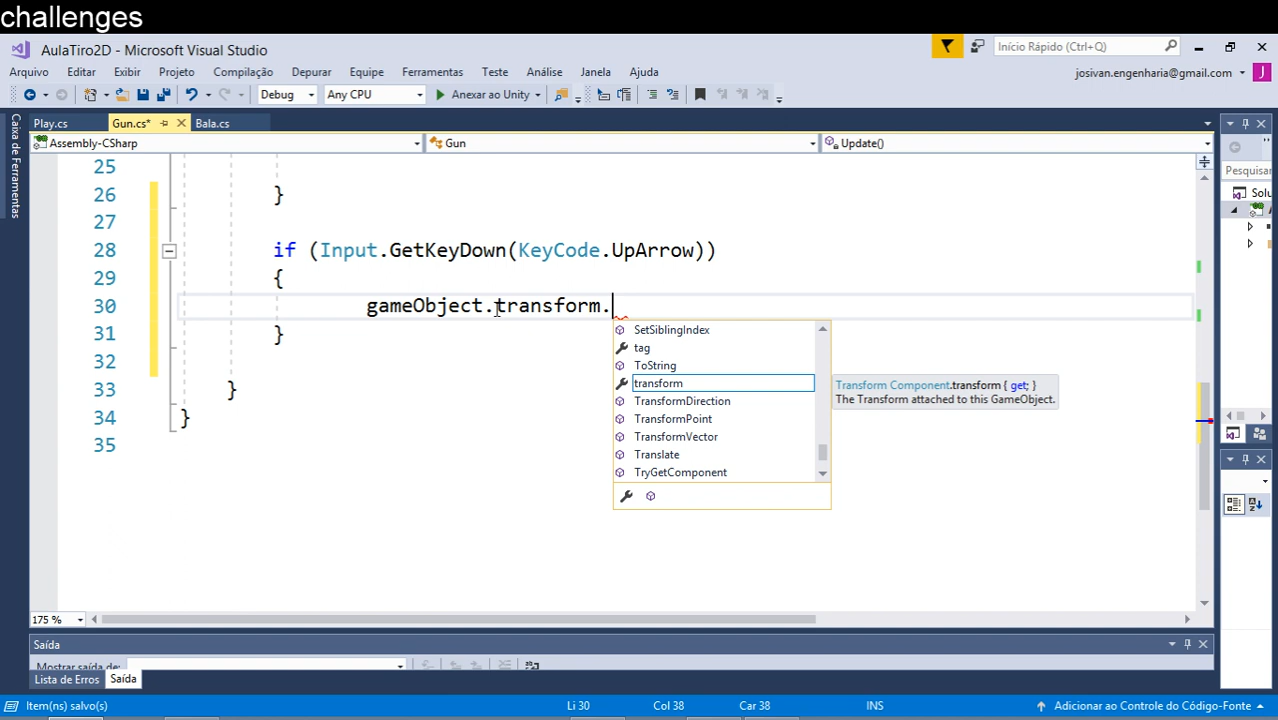 challenges
AulaTiro2D - Microsoft Visual Studio
Início Rápido (Ctrl+Q)
Arquivo Editar Exibir Projeto Compilação Depurar Equipe Ferramentas Teste Análise Janela Ajuda
josivan.engenharia@gmail.com J
Debug Any CPU Anexar ao Unity
Caixa de Ferramentas
Play.cs Gun.cs* Bala.cs
Assembly-CSharp Gun Update()
Pesquisar
Solu
25
26 }
27
28 if (Input.GetKeyDown(KeyCode.UpArrow))
29 {
30 gameObject.transform.
31 }
32
33 }
34 }
35
SetSiblingIndex
tag
ToString
transform
TransformDirection
TransformPoint
TransformVector
Translate
TryGetComponent
Transform Component.transform { get; }
The Transform attached to this GameObject.
175 %
Saída
Mostrar saída de:
Lista de Erros Saída
Item(ns) salvo(s) Li 30 Col 38 Car 38 INS Adicionar ao Controle do Código-Fonte